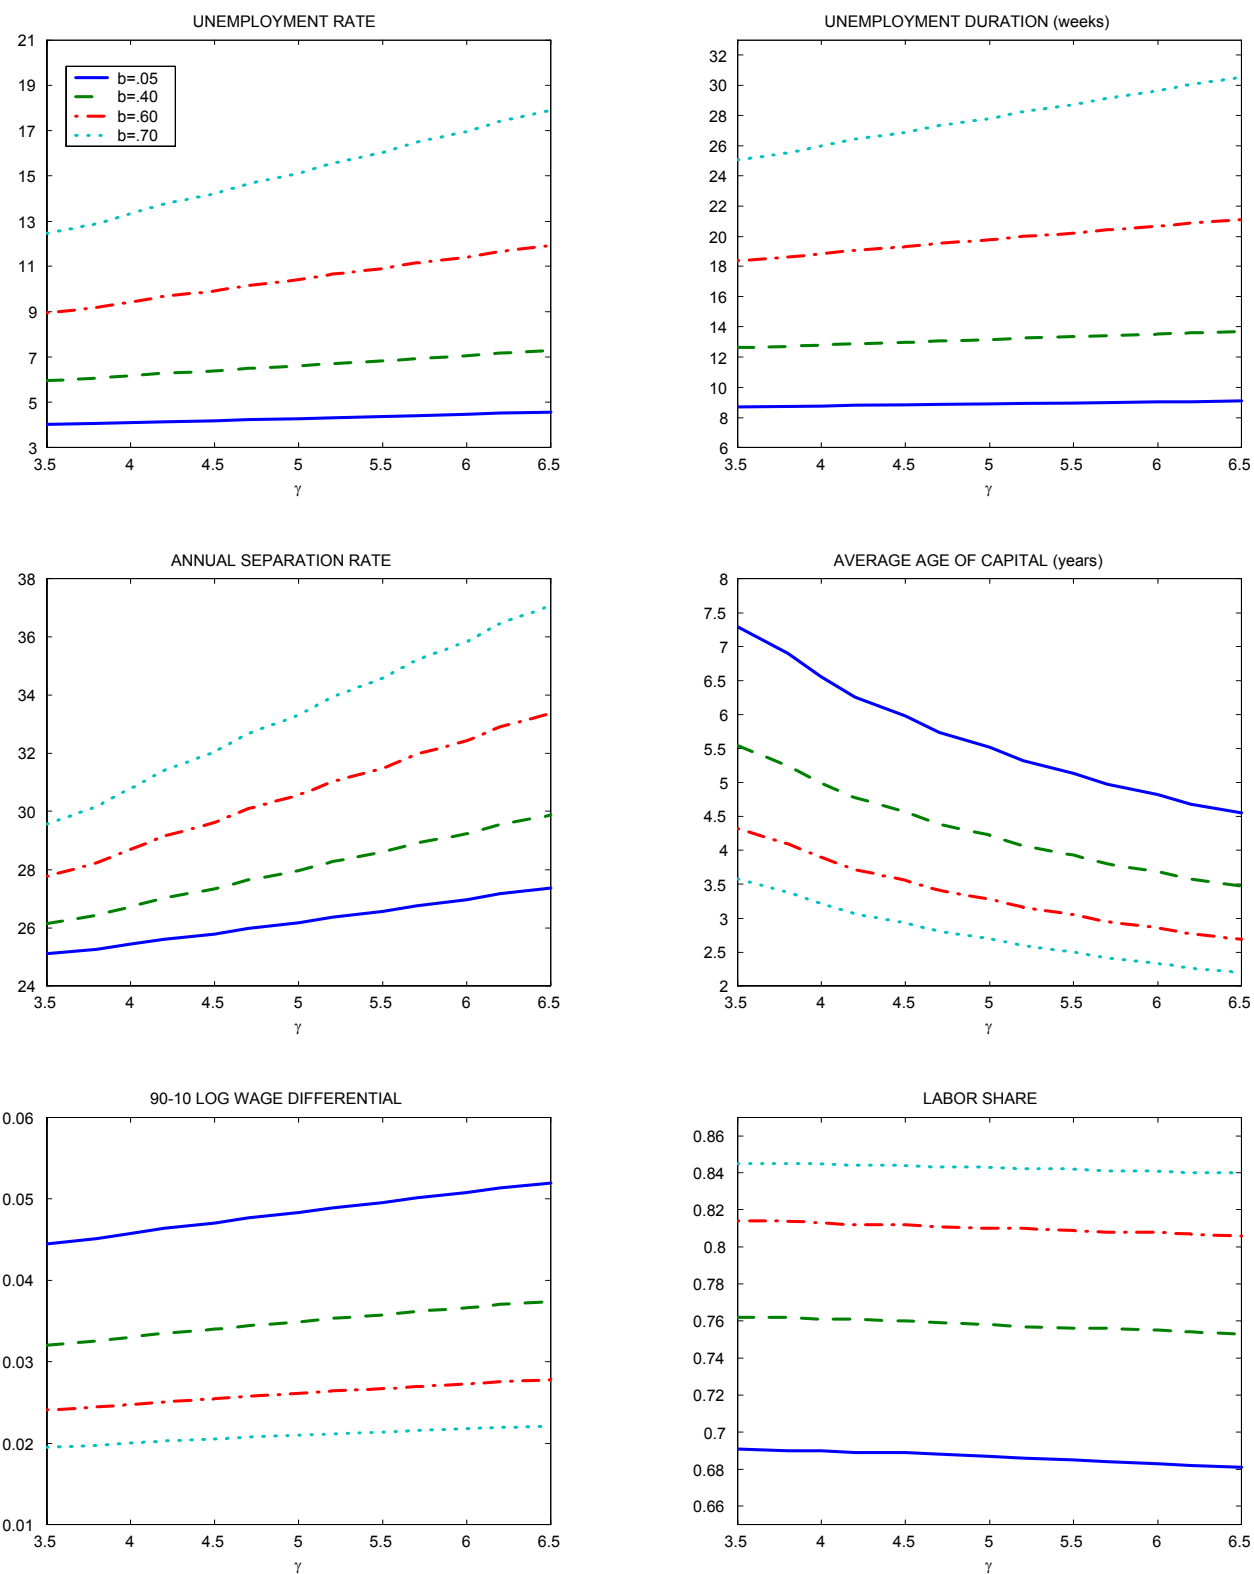 UNEMPLOYMENT RATE
21
19
17
15
13
11
9
7
5
3
b=.05
b=.40
b=.60
b=.70
3.5 4 4.5 5 5.5 6 6.5
γ
UNEMPLOYMENT DURATION (weeks)
32
30
28
26
24
22
20
18
16
14
12
10
8
6
3.5 4 4.5 5 5.5 6 6.5
γ
ANNUAL SEPARATION RATE
38
36
34
32
30
28
26
24
3.5 4 4.5 5 5.5 6 6.5
γ
AVERAGE AGE OF CAPITAL (years)
8
7.5
7
6.5
6
5.5
5
4.5
4
3.5
3
2.5
2
3.5 4 4.5 5 5.5 6 6.5
γ
90-10 LOG WAGE DIFFERENTIAL
0.06
0.05
0.04
0.03
0.02
0.01
3.5 4 4.5 5 5.5 6 6.5
γ
LABOR SHARE
0.86
0.84
0.82
0.8
0.78
0.76
0.74
0.72
0.7
0.68
0.66
3.5 4 4.5 5 5.5 6 6.5
γ